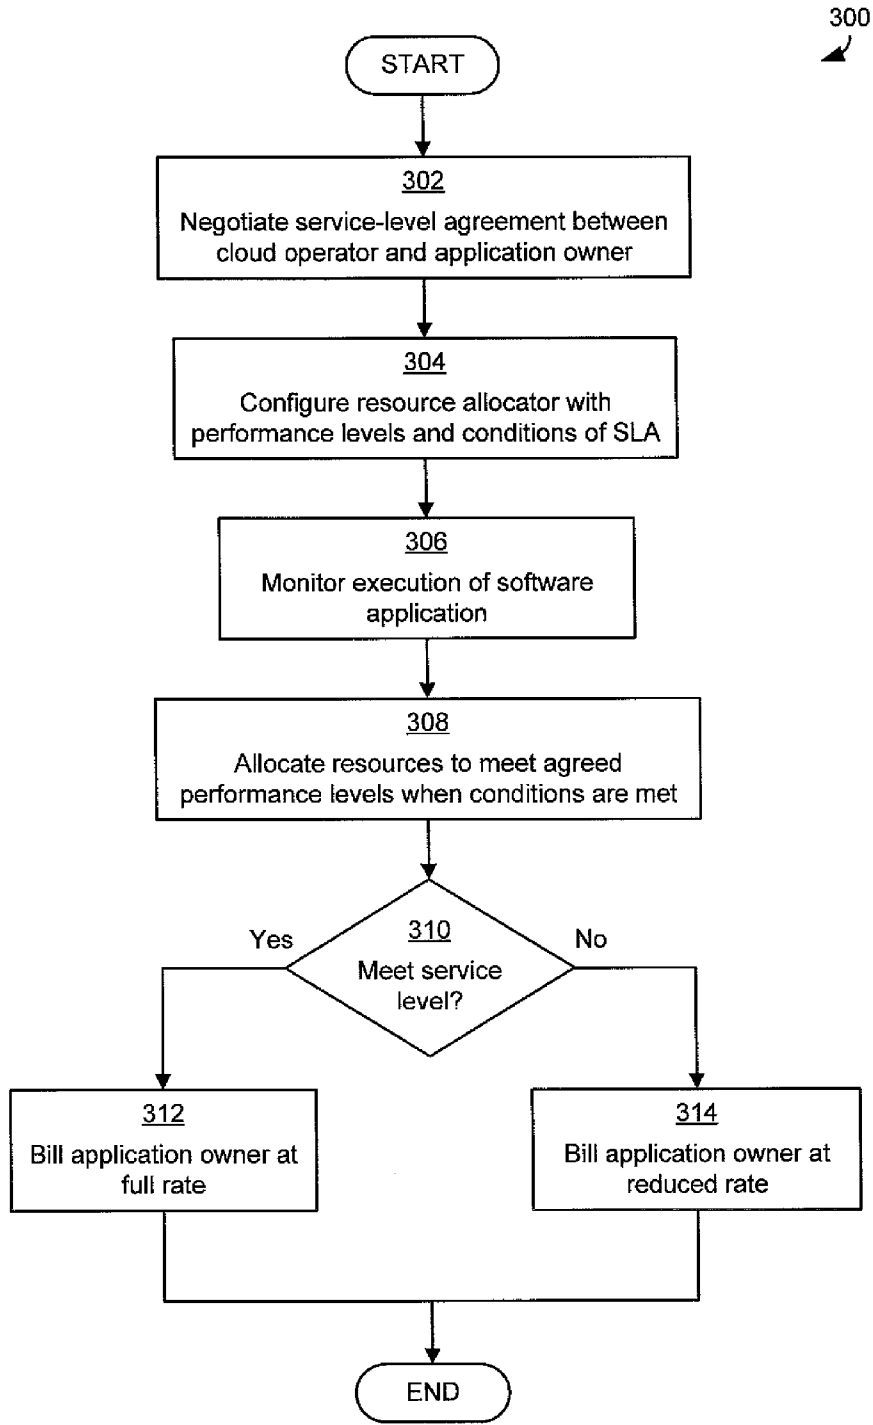 300
START
302
Negotiate service-level agreement between
cloud operator and application owner
304
Configure resource allocator with
performance levels and conditions of SLA
306
Monitor execution of software
application
308
Allocate resources to meet agreed
performance levels when conditions are met
310
Meet service
level?
Yes
No
312
Bill application owner at
full rate
314
Bill application owner at
reduced rate
END